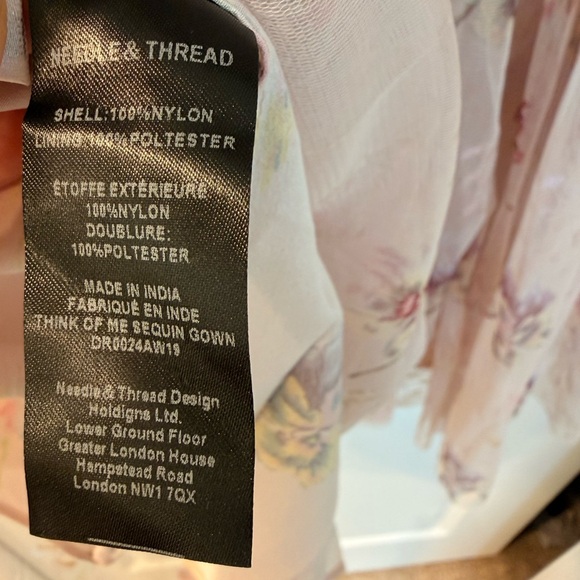 NEEDLE & THREAD
SHELL:100%NYLON
LINING:100%POLTESTER
ÉTOFFE EXTÉRIEURE
100%NYLON
DOUBLURE:
100%POLTESTER
MADE IN INDIA
FABRIQUÉ EN INDE
THINK OF ME SEQUIN GOWN
DR0024AW19
Needle & Thread Design
Holdigns Ltd.
Lower Ground Floor
Greater London House
Hampstead Road
London NW1 7QX